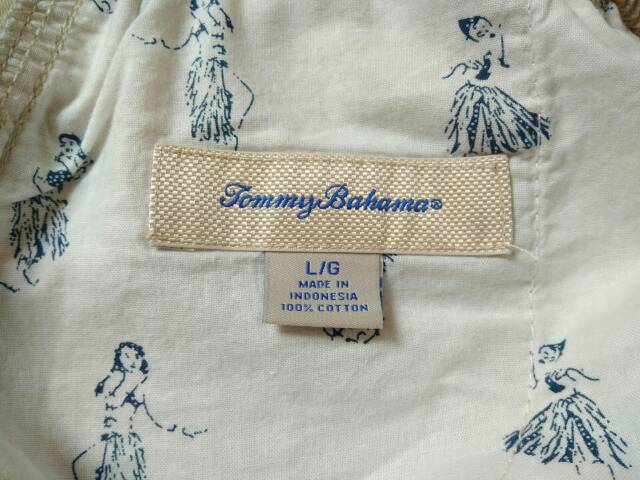 Tommy Bahama®
L/G
MADE IN
INDONESIA
100% COTTON